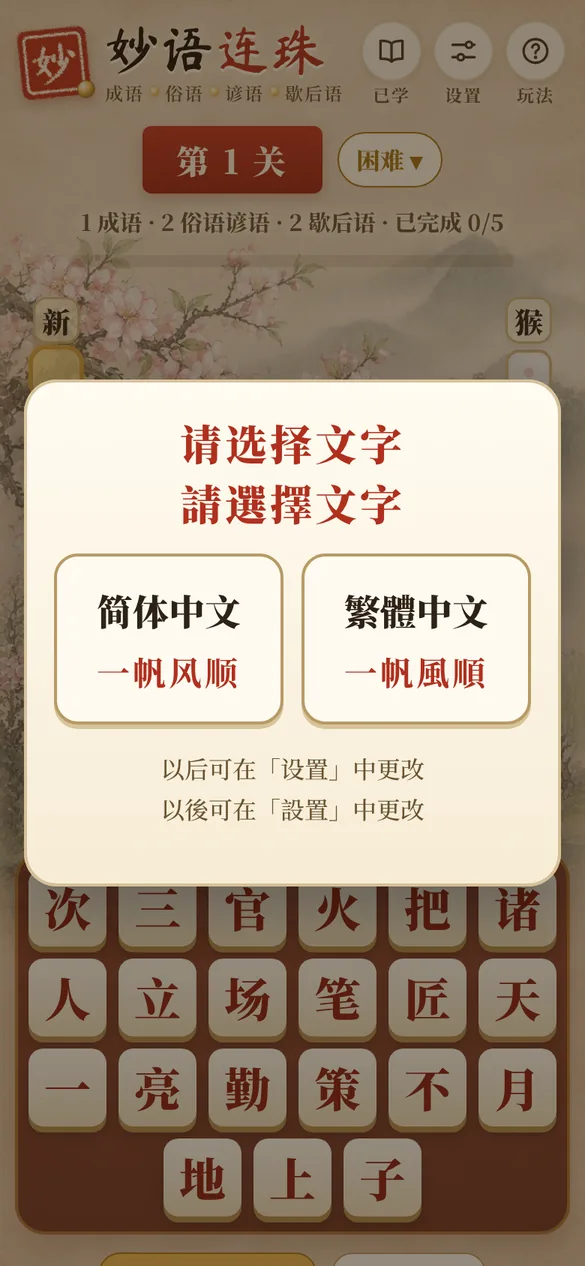 妙
妙语连珠
成语 俗语 谚语 歇后语
已学 设置 玩法
第 1 关
困难 ▼
1 成语 · 2 俗语谚语 · 2 歇后语 · 已完成 0/5
新 猴
请选择文字
請選擇文字
简体中文 繁體中文
一帆风顺 一帆風順
以后可在「设置」中更改
以後可在「設置」中更改
次 三 官 火 把 诸
人 立 场 笔 匠 天
一 亮 勤 策 不 月
地 上 子